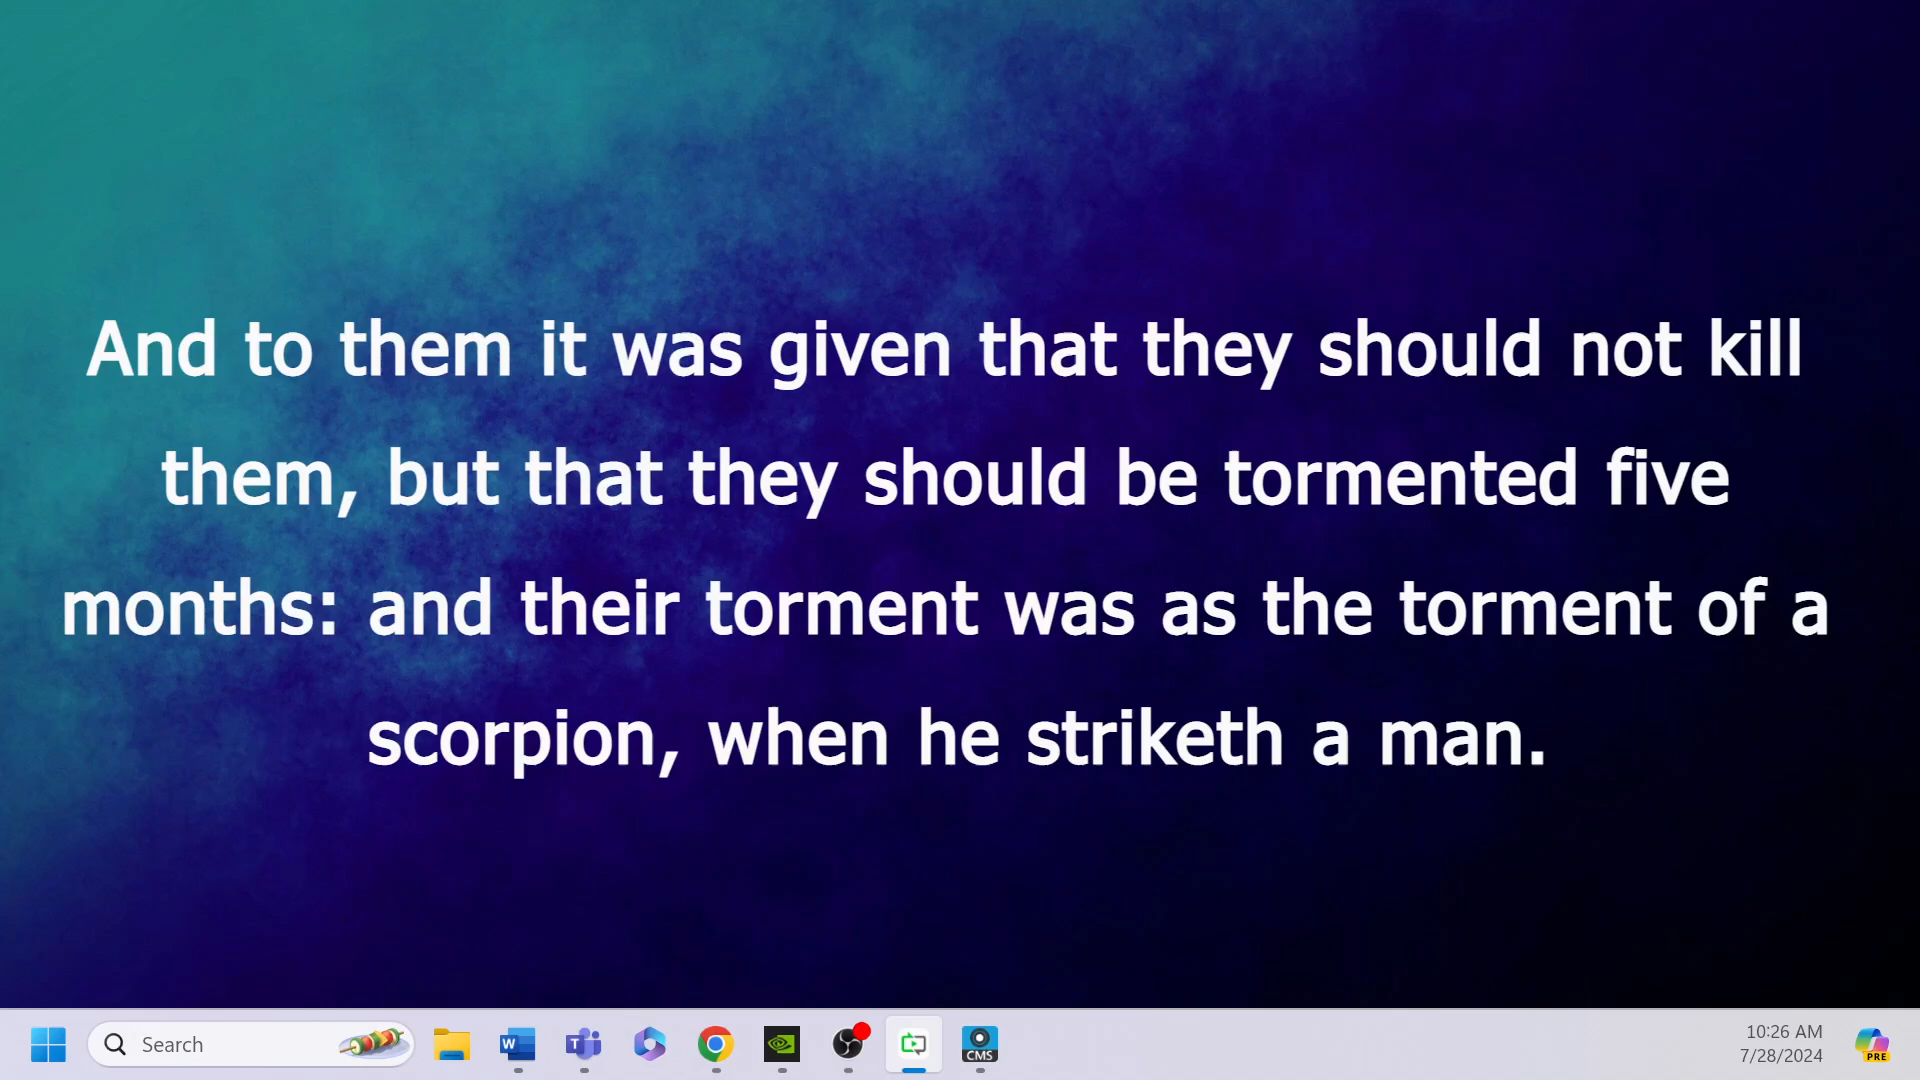 And to them it was given that they should not kill
them, but that they should be tormented five
months: and their torment was as the torment of a
scorpion, when he striketh a man.
Search
W
T
CMS
10:26 AM
7/28/2024
PRE